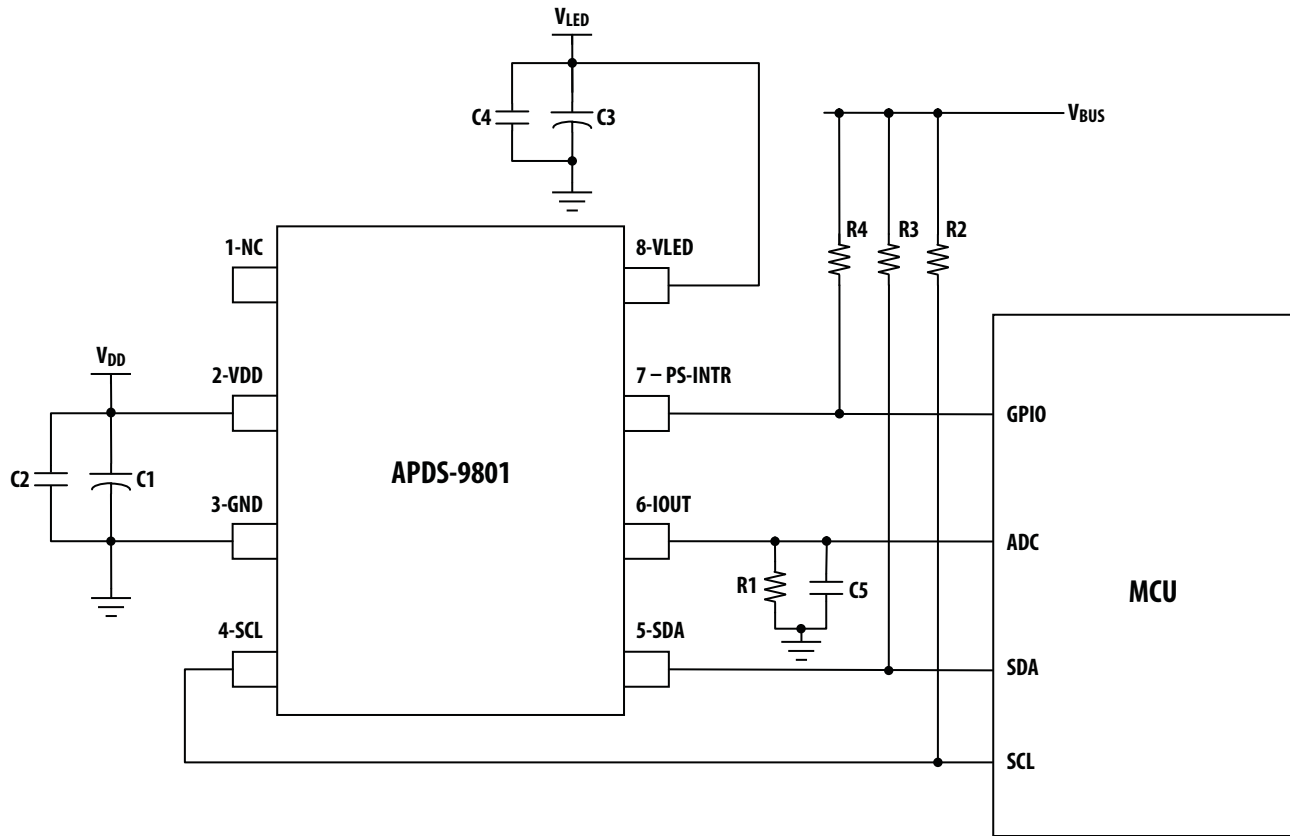 VLED
C4
C3
VBUS
R4
R3
R2
1-NC
8-VLED
VDD
2-VDD
7 – PS-INTR
GPIO
C2
C1
APDS-9801
3-GND
6-IOUT
ADC
R1
C5
MCU
4-SCL
5-SDA
SDA
SCL